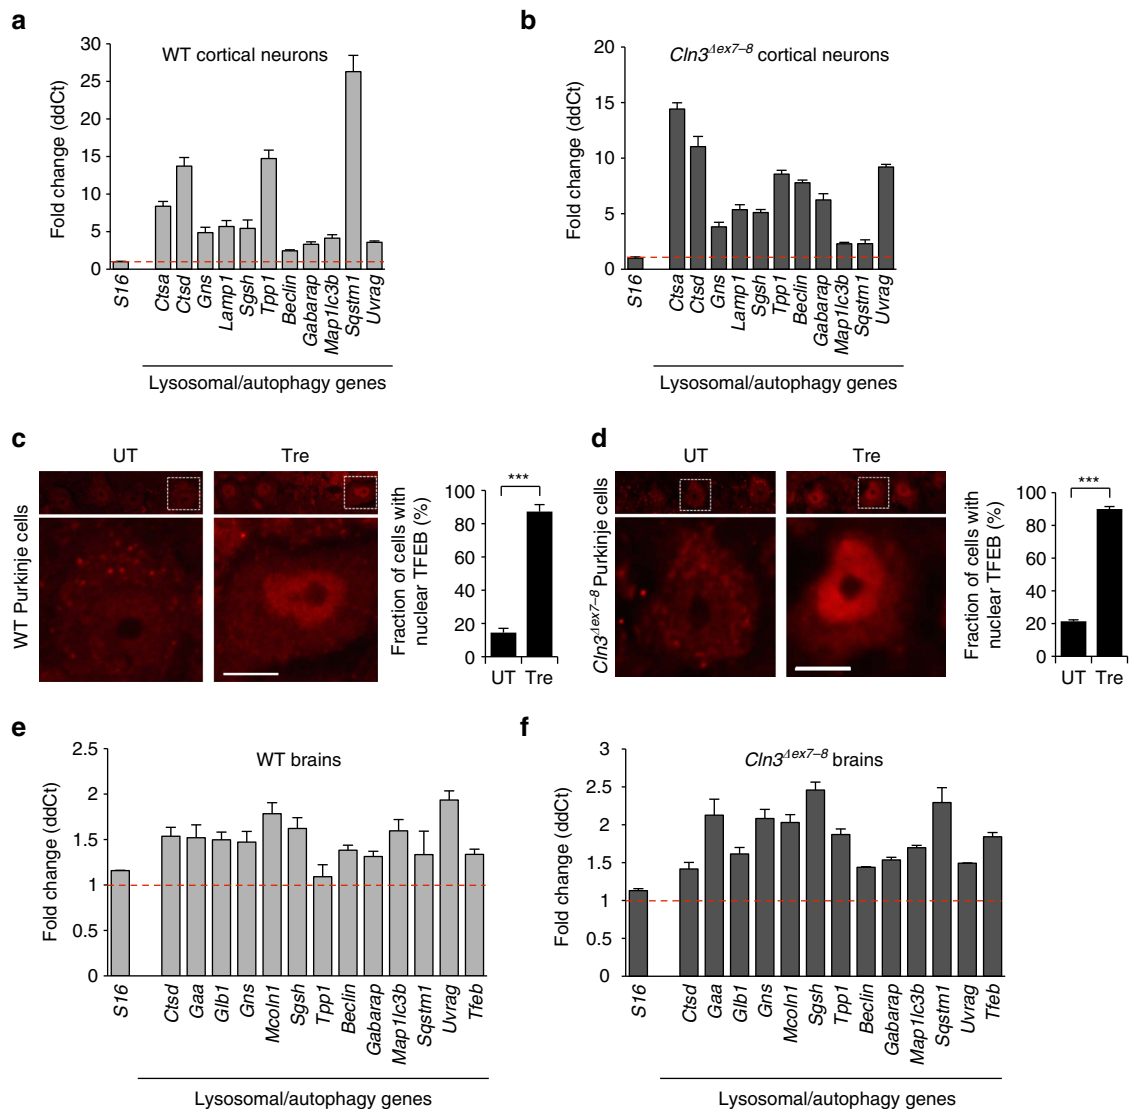 a
WT cortical neurons
Fold change (ddCt)
30
25
20
15
10
5
0
S16
Ctsa
Ctsd
Gns
Lamp1
Sgsh
Tpp1
Beclin
Gabarap
Map1lc3b
Sqstm1
Uvrag
Lysosomal/autophagy genes
b
Cln3Δex7–8 cortical neurons
Fold change (ddCt)
20
15
10
5
0
S16
Ctsa
Ctsd
Gns
Lamp1
Sgsh
Tpp1
Beclin
Gabarap
Map1lc3b
Sqstm1
Uvrag
Lysosomal/autophagy genes
c
UT
Tre
WT Purkinje cells
Fraction of cells with
nuclear TFEB (%)
100
80
60
40
20
0
***
UT Tre
d
UT
Tre
Cln3Δex7–8 Purkinje cells
Fraction of cells with
nuclear TFEB (%)
100
80
60
40
20
0
***
UT Tre
e
WT brains
Fold change (ddCt)
2.5
2
1.5
1
0.5
0
S16
Ctsd
Gaa
Glb1
Gns
Mcoln1
Sgsh
Tpp1
Beclin
Gabarap
Map1lc3b
Sqstm1
Uvrag
Tfeb
Lysosomal/autophagy genes
f
Cln3Δex7–8 brains
Fold change (ddCt)
3
2.5
2
1.5
1
0.5
0
S16
Ctsd
Gaa
Glb1
Gns
Mcoln1
Sgsh
Tpp1
Beclin
Gabarap
Map1lc3b
Sqstm1
Uvrag
Tfeb
Lysosomal/autophagy genes